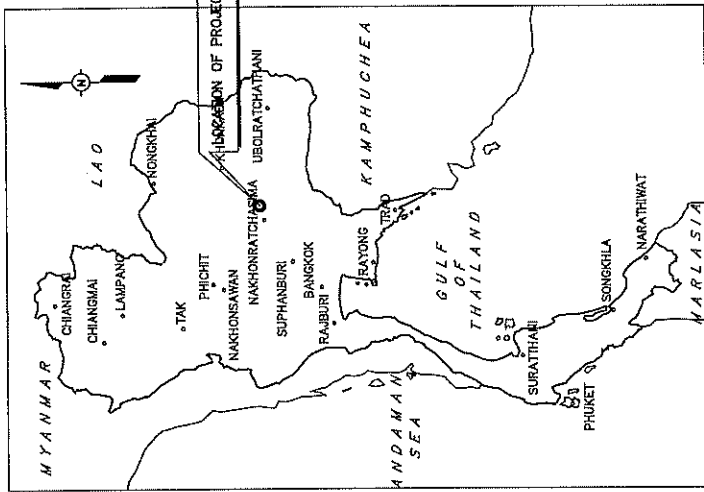 MYANMAR
LAO
CHIANGRAI
CHIANGMAI
LAMPANG
NONGKHAI
TAK
PHICHIT
NAKHONSAWAN
LOCATION OF PROJEC
UBOLRATCHATHANI
NAKHONRATCHASIMA
SUPHANBURI
BANGKOK
RAJBURI
RAYONG
TRAD
KAMPHUCHEA
GULF
OF
THAILAND
ANDAMAN
SEA
SURATTHANI
PHUKET
SONGKHLA
NARATHIWAT
MARLASIA
N